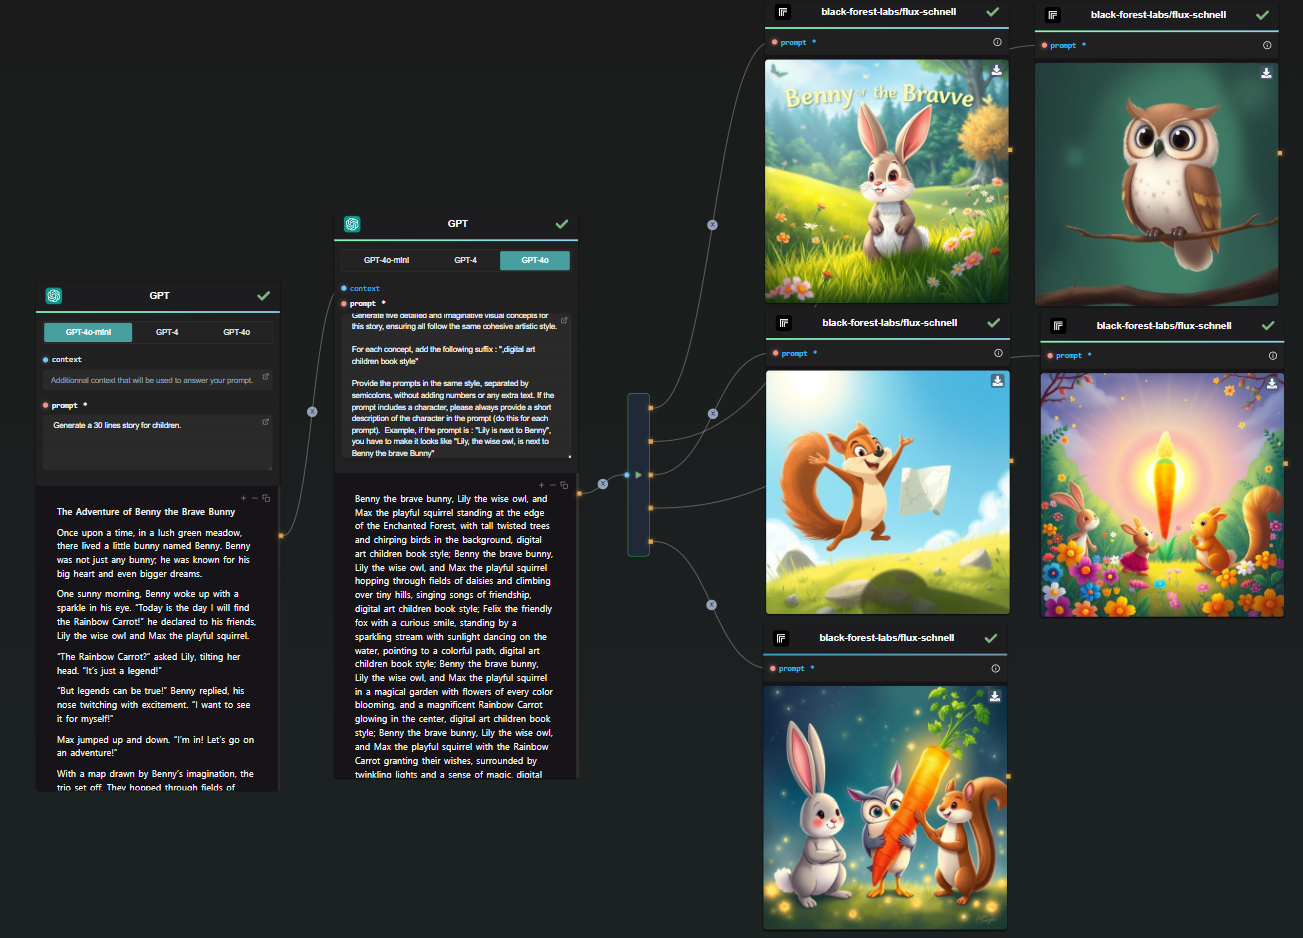 GPT
GPT-4o-mini GPT-4 GPT-4o
context
Additionnal context that will be used to answer your prompt.
prompt *
Generate a 30 lines story for children.
The Adventure of Benny the Brave Bunny
Once upon a time, in a lush green meadow,
there lived a little bunny named Benny. Benny
was not just any bunny; he was known for his
big heart and even bigger dreams.
One sunny morning, Benny woke up with a
sparkle in his eye. "Today is the day I will find
the Rainbow Carrot!" he declared to his friends,
Lily the wise owl and Max the playful squirrel.
"The Rainbow Carrot?" asked Lily, tilting her
head. "It's just a legend!"
"But legends can be true!" Benny replied, his
nose twitching with excitement. "I want to see
it for myself!"
Max jumped up and down. "I'm in! Let's go on
an adventure!"
With a map drawn by Benny's imagination, the
trio set off. They hopped through fields of
GPT
GPT-4o-mini GPT-4 GPT-4o
context
prompt *
Generate five detailed and imaginative visual concepts for
this story, ensuring all follow the same cohesive artistic style.
For each concept, add the following suffix : ",digital art
children book style"
Provide the prompts in the same style, separated by
semicolons, without adding numbers or any extra text. If the
prompt includes a character, please always provide a short
description of the character in the prompt (do this for each
prompt). Example, if the prompt is : "Lily is next to Benny",
you have to make it looks like "Lily, the wise owl, is next to
Benny the brave Bunny"
Benny the brave bunny, Lily the wise owl, and
Max the playful squirrel standing at the edge
of the Enchanted Forest, with tall twisted trees
and chirping birds in the background, digital
art children book style; Benny the brave bunny,
Lily the wise owl, and Max the playful squirrel
hopping through fields of daisies and climbing
over tiny hills, singing songs of friendship,
digital art children book style; Felix the friendly
fox with a curious smile, standing by a
sparkling stream with sunlight dancing on the
water, pointing to a colorful path, digital art
children book style; Benny the brave bunny,
Lily the wise owl, and Max the playful squirrel
in a magical garden with flowers of every color
blooming, and a magnificent Rainbow Carrot
glowing in the center, digital art children book
style; Benny the brave bunny, Lily the wise owl,
and Max the playful squirrel with the Rainbow
Carrot granting their wishes, surrounded by
twinkling lights and a sense of magic, digital
black-forest-labs/flux-schnell
prompt *
Benny of the Bravve
black-forest-labs/flux-schnell
prompt *
black-forest-labs/flux-schnell
prompt *
black-forest-labs/flux-schnell
prompt *
black-forest-labs/flux-schnell
prompt *